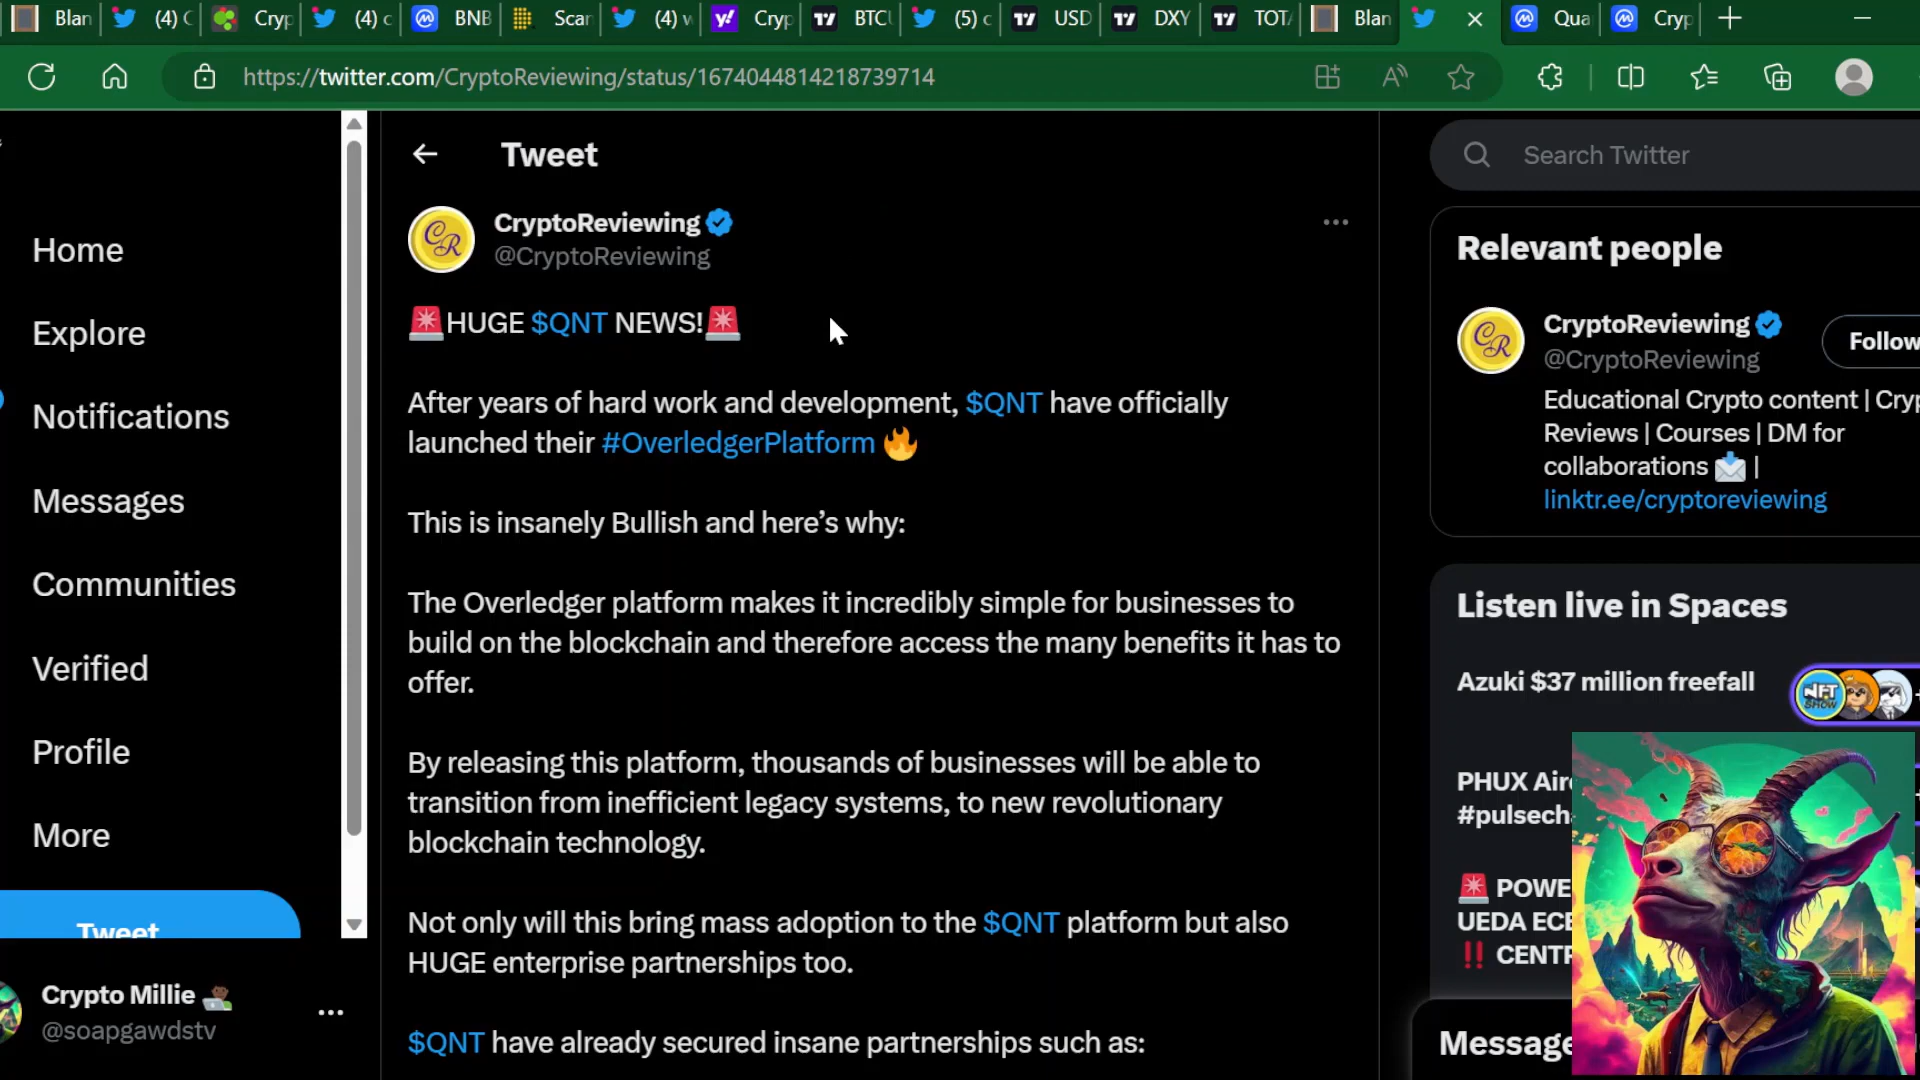 Blan
(4) C
Cryp
(4) c
BNB
Scar
(4) v
Cryp
BTCU
(5) c
USD
DXY
TOTA
Blan
Qua
Cryp
https://twitter.com/CryptoReviewing/status/1674044814218739714
Tweet
Search Twitter
Home
Explore
Notifications
Messages
Communities
Verified
Profile
More
Tweet
Crypto Millie
@soapgawdstv
CryptoReviewing
@CryptoReviewing
🚨HUGE $QNT NEWS!🚨
After years of hard work and development, $QNT have officially
launched their #OverledgerPlatform 🔥
This is insanely Bullish and here’s why:
The Overledger platform makes it incredibly simple for businesses to
build on the blockchain and therefore access the many benefits it has to
offer.
By releasing this platform, thousands of businesses will be able to
transition from inefficient legacy systems, to new revolutionary
blockchain technology.
Not only will this bring mass adoption to the $QNT platform but also
HUGE enterprise partnerships too.
$QNT have already secured insane partnerships such as:
Relevant people
CryptoReviewing
@CryptoReviewing
Follow
Educational Crypto content | Cryp
Reviews | Courses | DM for
collaborations 📩 |
linktr.ee/cryptoreviewing
Listen live in Spaces
Azuki $37 million freefall
NFT
SHOW
PHUX Air
#pulsech
🚨 POWE
UEDA ECE
‼️ CENTR
Message